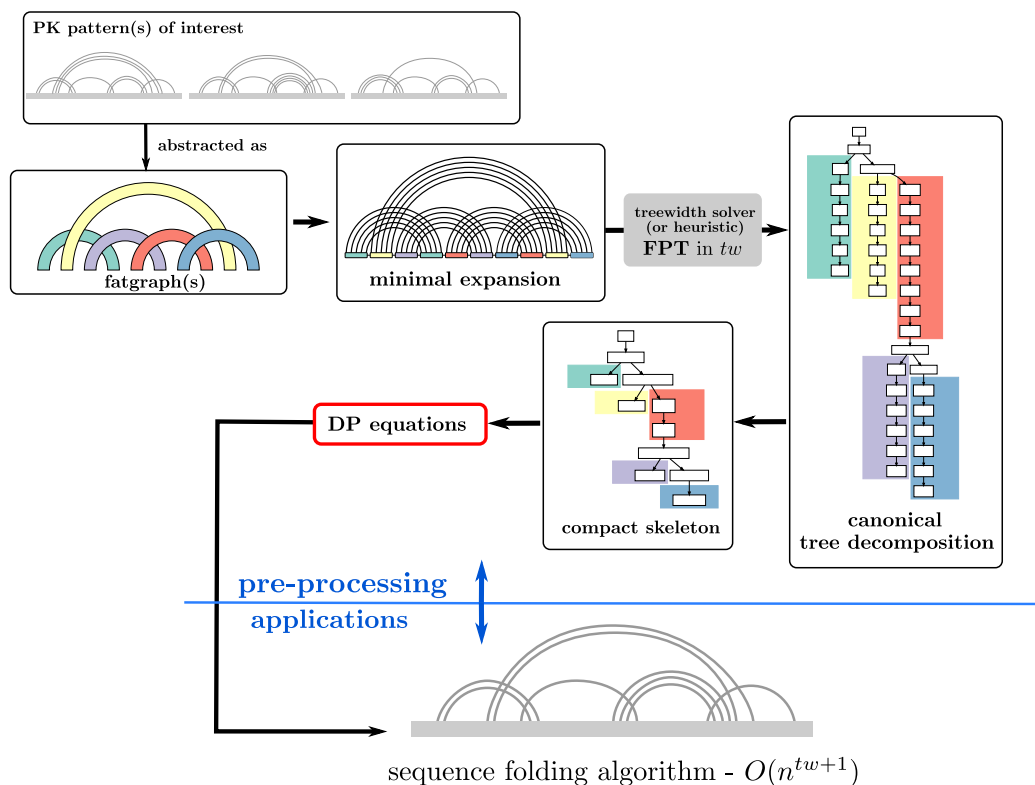 PK pattern(s) of interest
abstracted as
fatgraph(s)
minimal expansion
treewidth solver
(or heuristic)
FPT in tw
canonical
tree decomposition
compact skeleton
DP equations
pre-processing
applications
sequence folding algorithm - O(n^{tw+1})